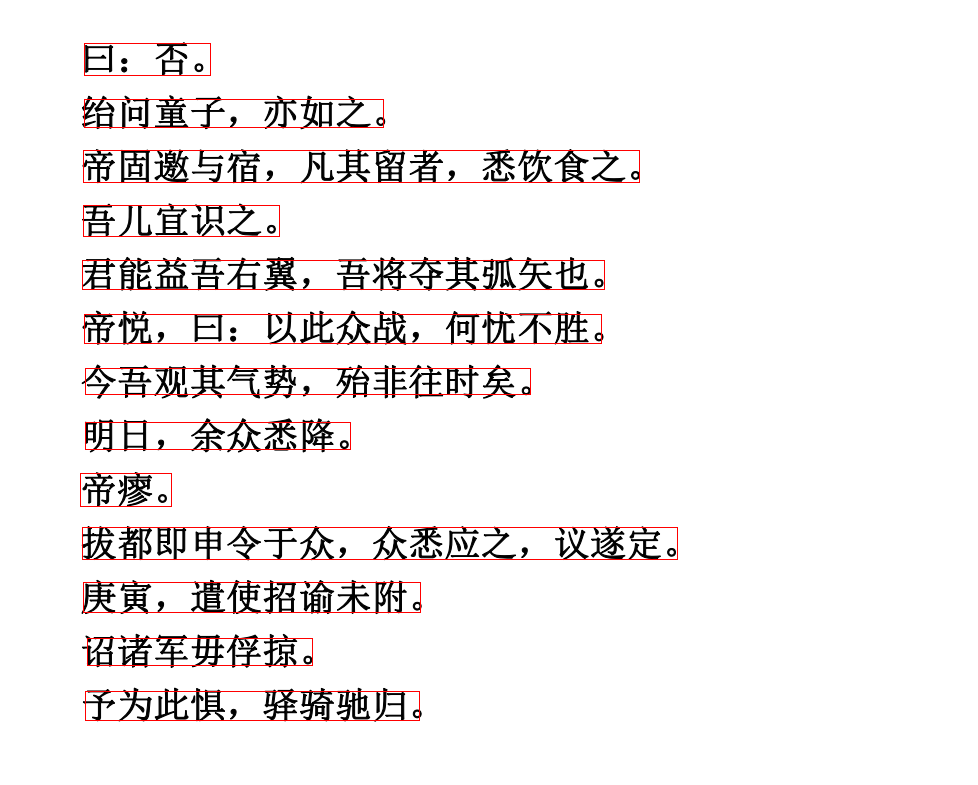 曰：否。
绐问童子，亦如之。
帝固邀与宿，凡其留者，悉饮食之。
吾儿宜识之。
君能益吾右翼，吾将夺其弧矢也。
帝悦，曰：以此众战，何忧不胜。
今吾观其气势，殆非往时矣。
明日，余众悉降。
帝瘳。
拔都即申令于众，众悉应之，议遂定。
庚寅，遣使招谕未附。
诏诸军毋俘掠。
予为此惧，驿骑驰归。